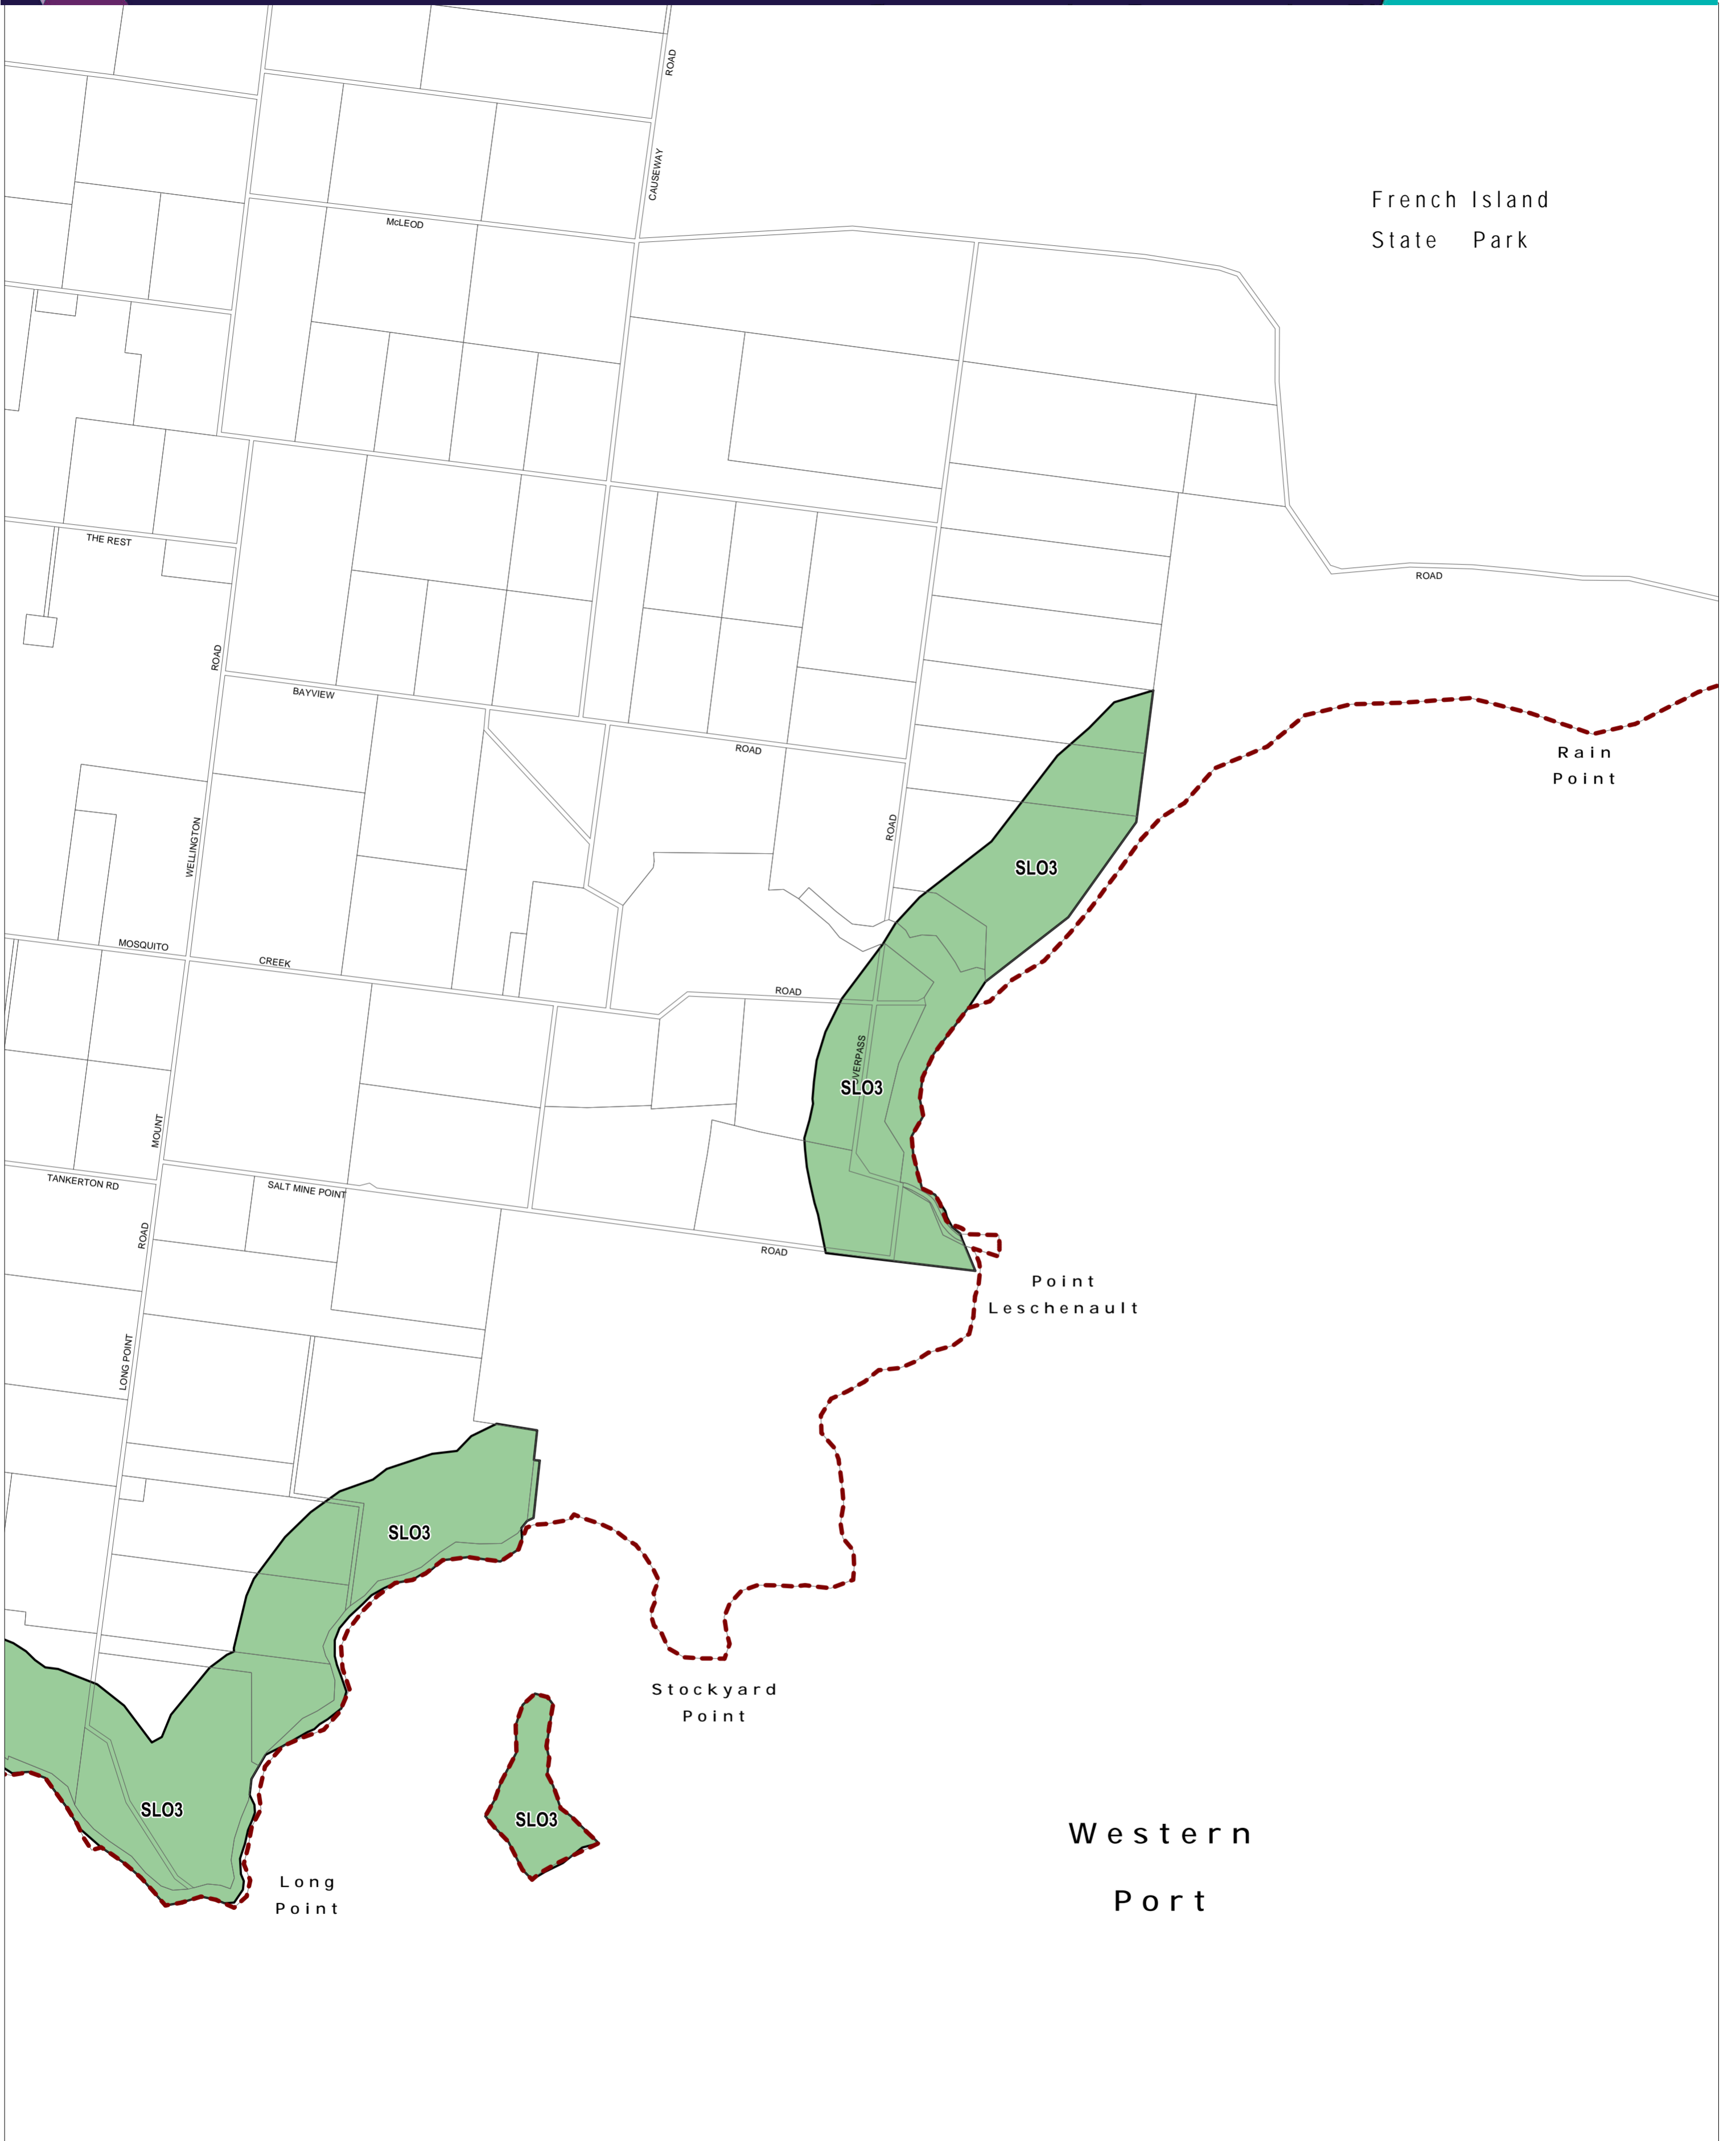 ROAD
CAUSEWAY
French Island
State Park
McLEOD
THE REST
ROAD
ROAD
BAYVIEW
ROAD
Rain
Point
WELLINGTON
ROAD
SLO3
MOSQUITO
CREEK
ROAD
OVERPASS
SLO3
MOUNT
TANKERTON RD
SALT MINE POINT
ROAD
ROAD
Point
Leschenault
LONG POINT
SLO3
Stockyard
Point
SLO3
SLO3
Western
Port
Long
Point